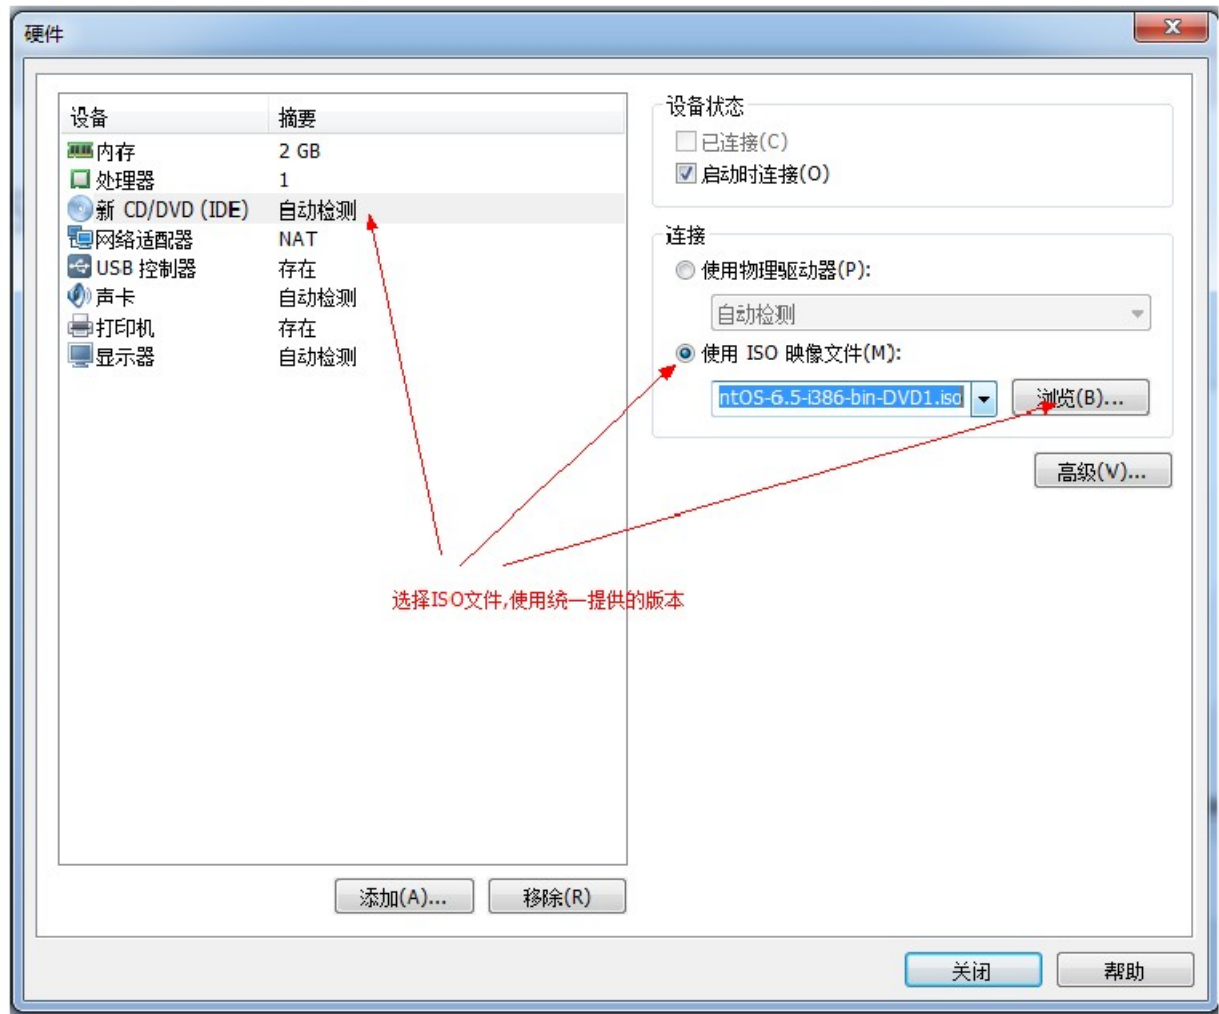 硬件
设备 摘要
内存 2 GB
处理器 1
新 CD/DVD (IDE) 自动检测
网络适配器 NAT
USB 控制器 存在
声卡 自动检测
打印机 存在
显示器 自动检测
添加(A)... 移除(R)
设备状态
已连接(C)
启动时连接(O)
连接
使用物理驱动器(P):
自动检测
使用 ISO 映像文件(M):
ntOS-6.5-i386-bin-DVD1.iso 浏览(B)...
高级(V)...
选择ISO文件,使用统一提供的版本
关闭 帮助